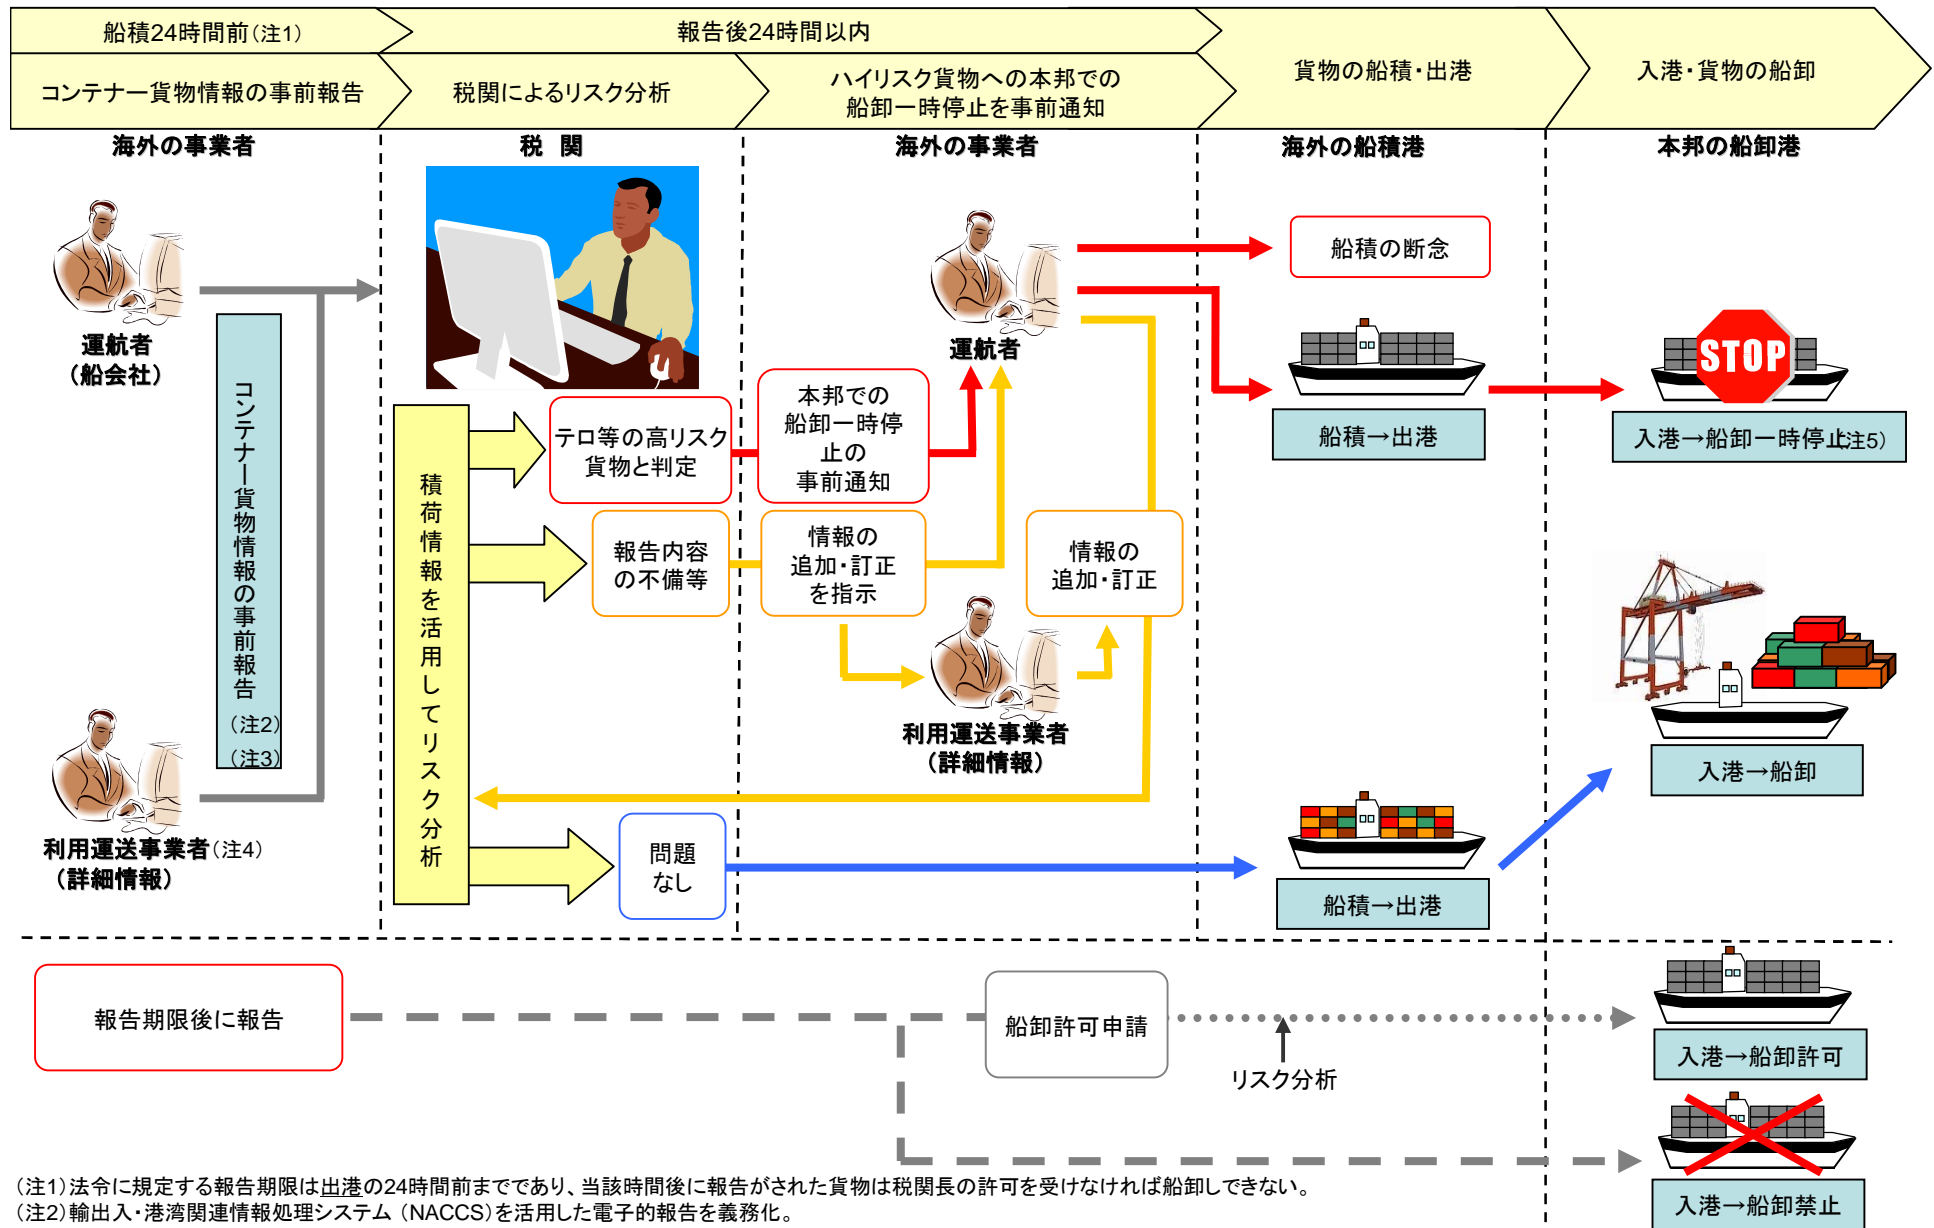 船積24時間前(注1)
報告後24時間以内
貨物の船積・出港
入港・貨物の船卸
コンテナー貨物情報の事前報告
税関によるリスク分析
ハイリスク貨物への本邦での
船卸一時停止を事前通知
海外の事業者
税 関
海外の事業者
海外の船積港
本邦の船卸港
運航者
(船会社)
コンテナー貨物情報の事前報告
(注2)
(注3)
利用運送事業者(注4)
(詳細情報)
積荷情報を活用してリスク分析
テロ等の高リスク
貨物と判定
報告内容
の不備等
問題
なし
本邦での
船卸一時停
止の
事前通知
情報の
追加・訂正
を指示
運航者
利用運送事業者
(詳細情報)
情報の
追加・訂正
船積の断念
船積→出港
船積→出港
STOP
入港→船卸一時停止(注5)
入港→船卸
報告期限後に報告
船卸許可申請
リスク分析
入港→船卸許可
入港→船卸禁止
(注1)法令に規定する報告期限は出港の24時間前までであり、当該時間後に報告がされた貨物は税関長の許可を受けなければ船卸しできない。
(注2)輸出入・港湾関連情報処理システム (NACCS)を活用した電子的報告を義務化。